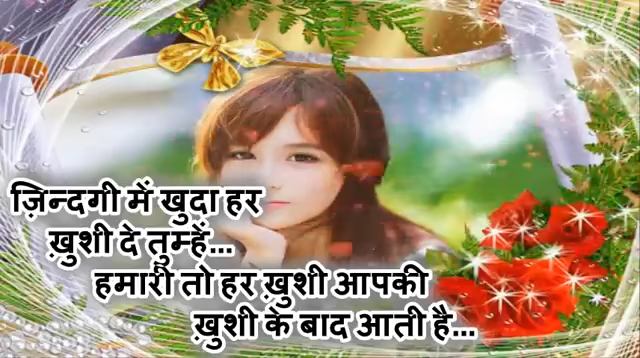 ज़िन्दगी में खुदा हर
ख़ुशी दे तुम्हें...
हमारी तो हर ख़ुशी आपकी
ख़ुशी के बाद आती है...